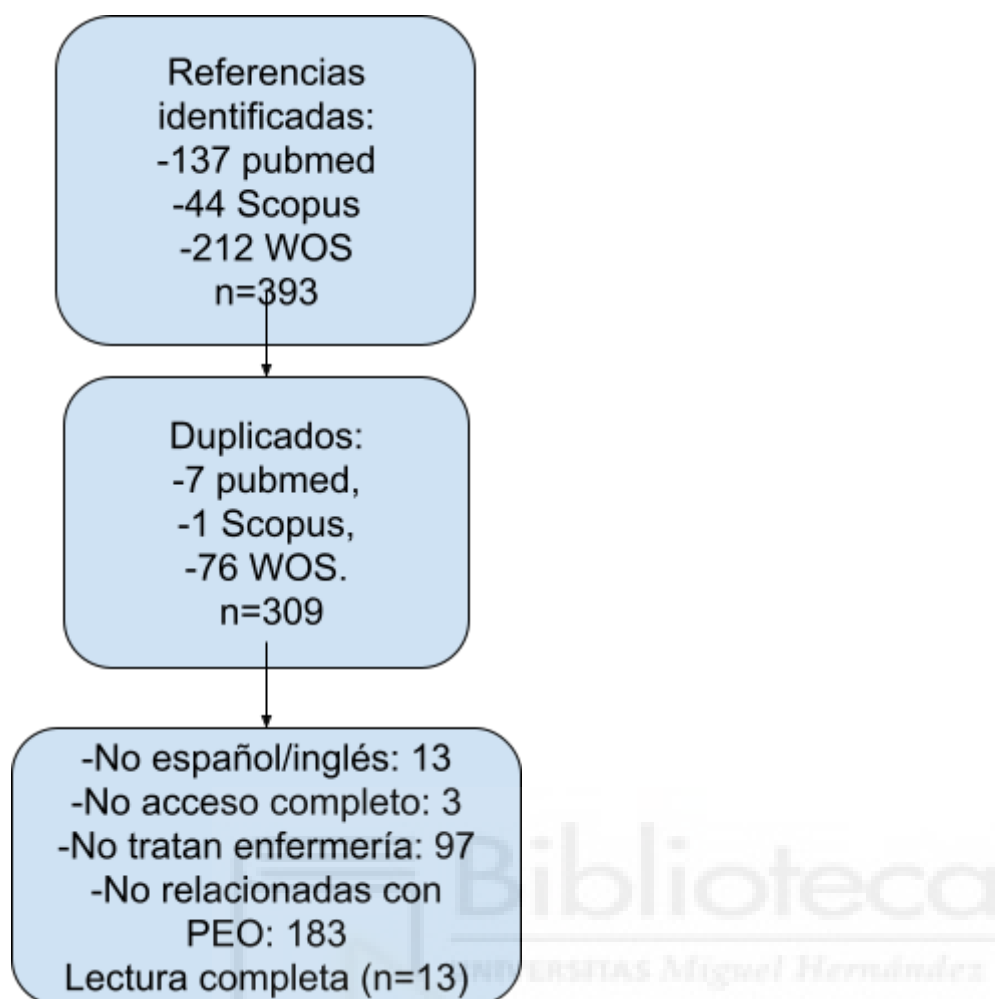 Referencias
identificadas:
-137 pubmed
-44 Scopus
-212 WOS
n=393
Duplicados:
-7 pubmed,
-1 Scopus,
-76 WOS.
n=309
-No español/inglés: 13
-No acceso completo: 3
-No tratan enfermería: 97
-No relacionadas con
PEO: 183
Lectura completa (n=13)
Biblioteca
UNIVERSITAS Miguel Hernández